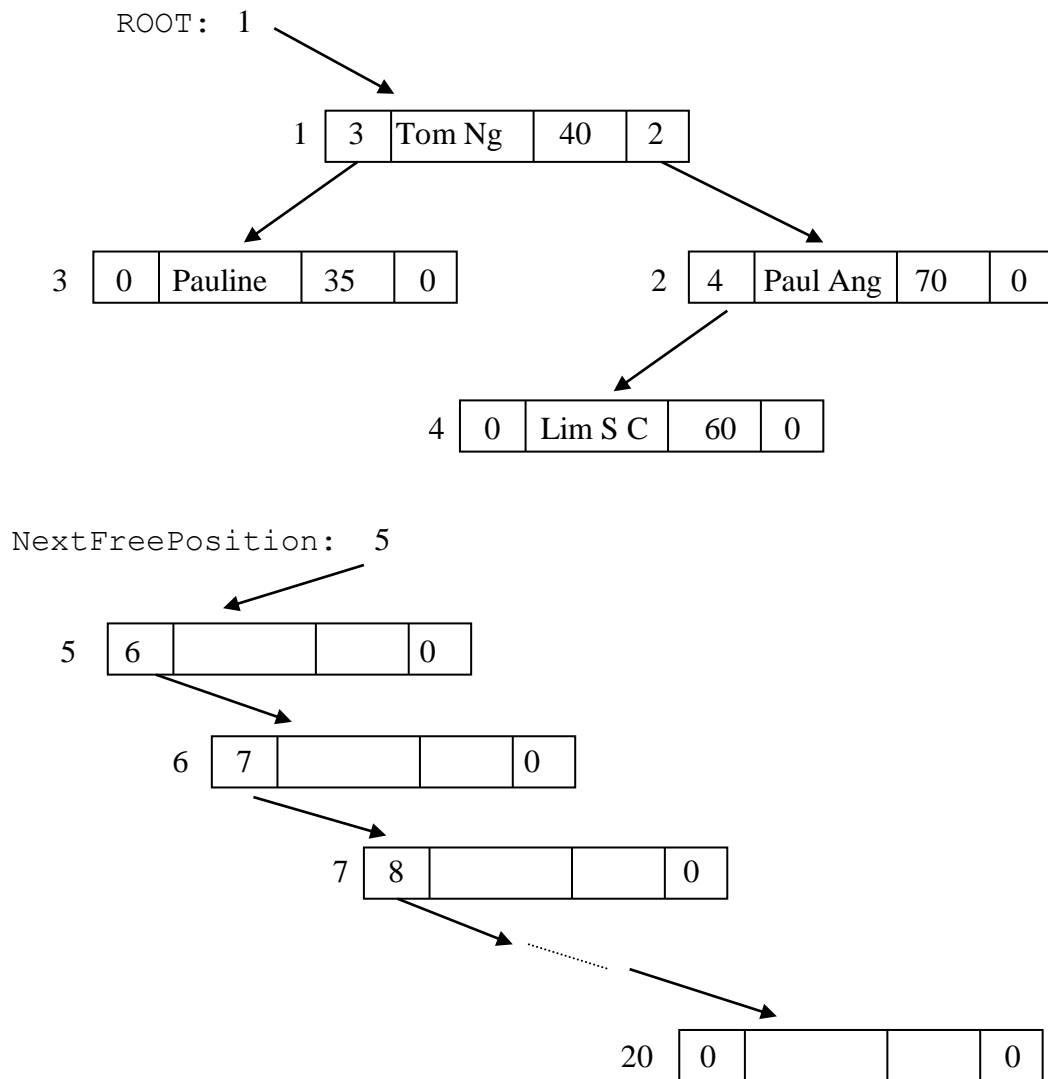 ROOT: 1
1 3 Tom Ng 40 2
3 0 Pauline 35 0
2 4 Paul Ang 70 0
4 0 Lim S C 60 0
NextFreePosition: 5
5 6 0
6 7 0
7 8 0
20 0 0